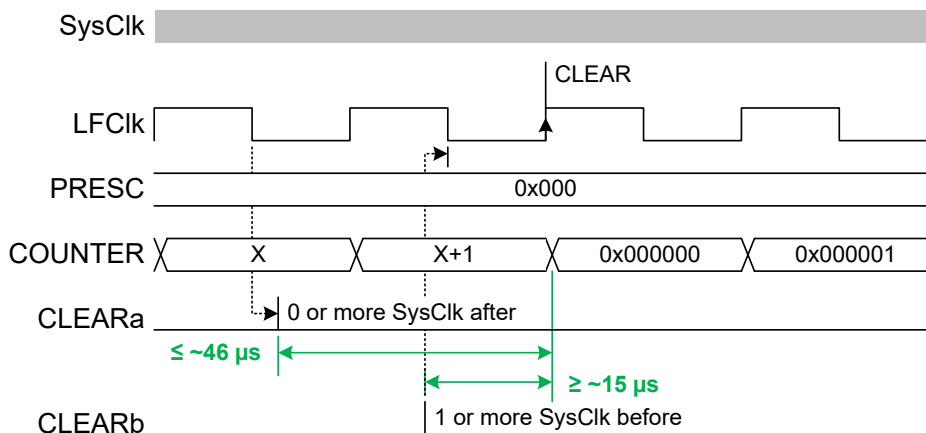 SysClk
CLEAR
LFClk
PRESC
0x000
COUNTER
X
X+1
0x000000
0x000001
0 or more SysClk after
CLEARa
≤ ~46 µs
≥ ~15 µs
CLEARb
1 or more SysClk before